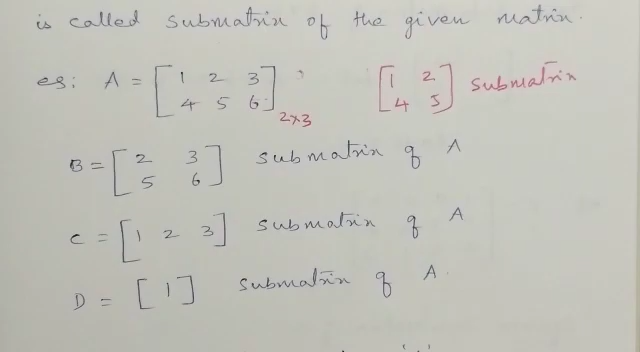 is called submatrix of the given matrix.
es: A = [1 2 3 4 5 6] 2x3, [1 2 4 5] submatrix
B = [2 3 5 6] submatrix of A
C = [1 2 3] submatrix of A
D = [1] submatrix of A.